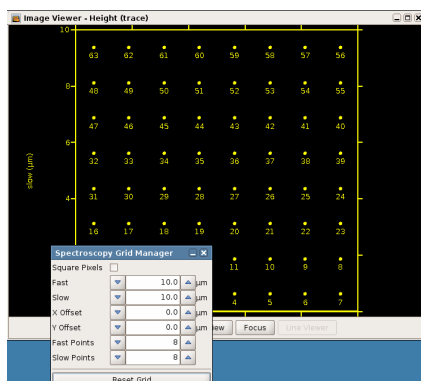 Image Viewer - Height (trace)
10
63 62 61 60 59 58 57 56
8
48 49 50 51 52 53 54 55
47 46 45 44 43 42 41 40
6
slow (µm)
32 33 34 35 36 37 38 39
31 30 29 28 27 26 25 24
4
16 17 18 19 20 21 22 23
11 10 9 8
4 5 6 7
Spectroscopy Grid Manager
Square Pixels
Fast 10.0 µm
Slow 10.0 µm
X Offset 0.0 µm
Y Offset 0.0 µm
Fast Points 8
Slow Points 8
Reset Grid
Focus
Line Viewer